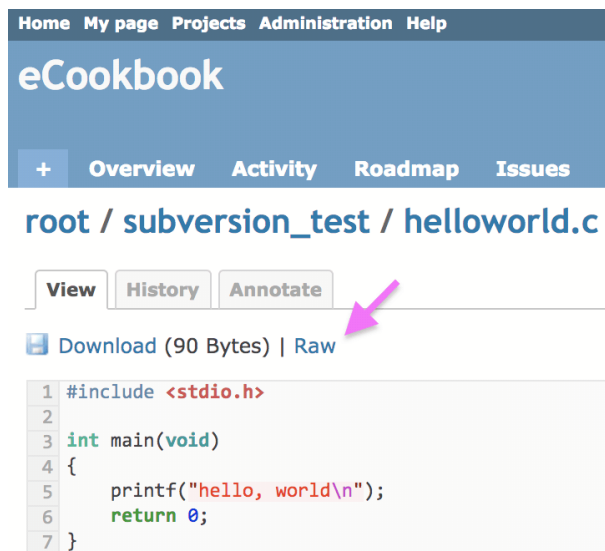 Home My page Projects Administration Help
eCookbook
+ Overview Activity Roadmap Issues
root / subversion_test / helloworld.c
View History Annotate
Download (90 Bytes) | Raw
1 #include <stdio.h>
2
3 int main(void)
4 {
5     printf("hello, world\n");
6     return 0;
7 }